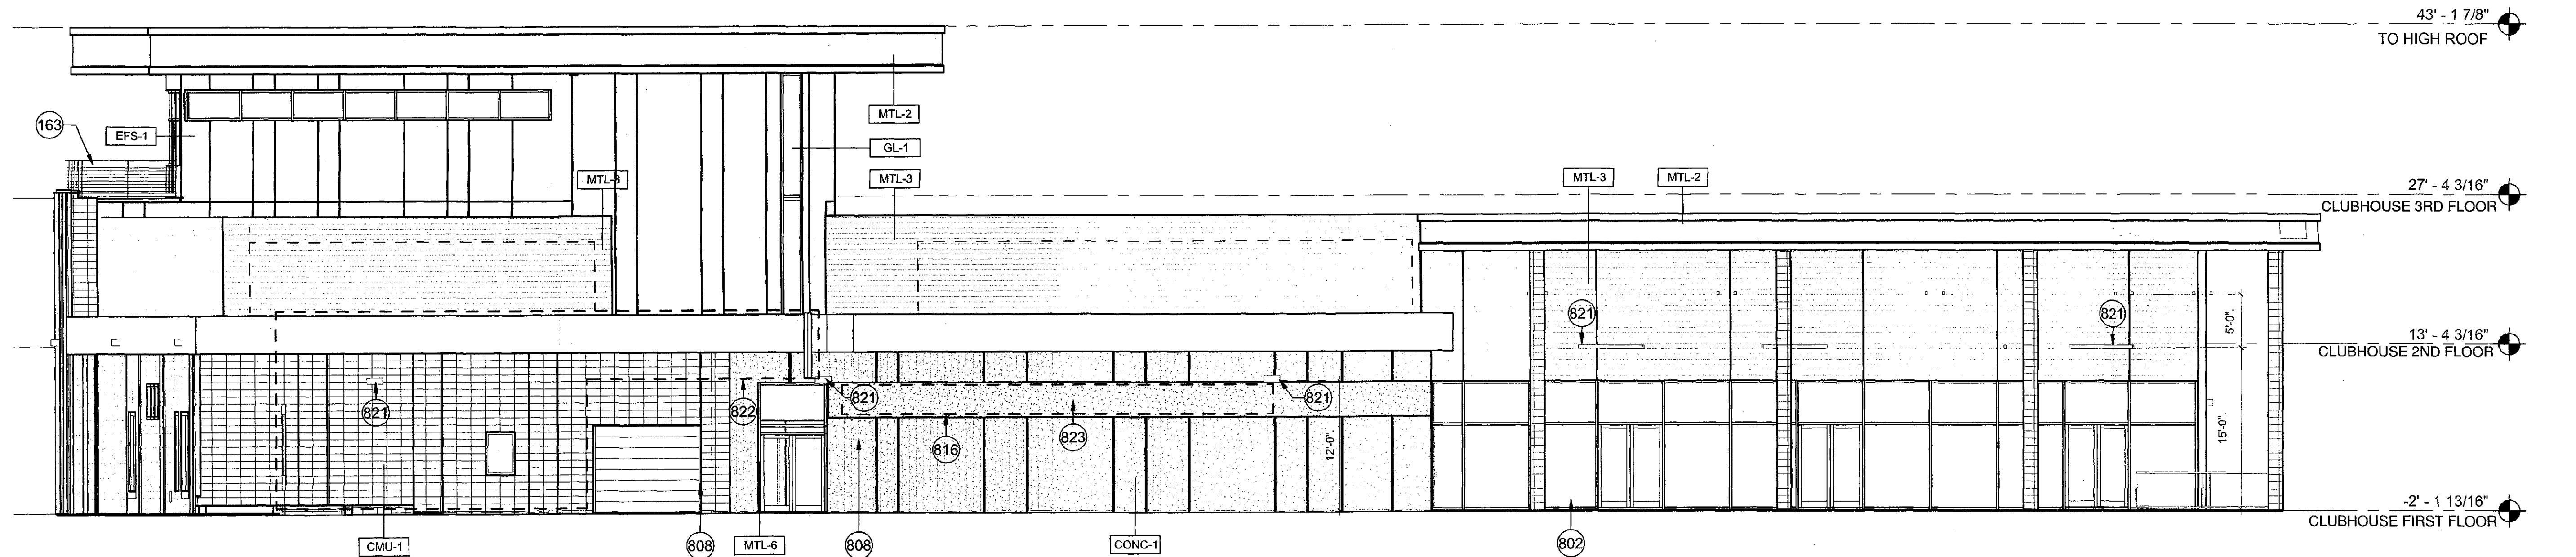 43' - 1 7/8"
TO HIGH ROOF
MTL-2
163
EFS-1
GL-1
MTL-3
MTL-3
MTL-3
MTL-2
27' - 4 3/16"
CLUBHOUSE 3RD FLOOR
821
821
5'-0".
13' - 4 3/16"
CLUBHOUSE 2ND FLOOR
821
822
821
821
816
823
12'-0"
15'-0".
-2' - 1 13/16"
CLUBHOUSE FIRST FLOOR
CMU-1
808
MTL-6
808
CONC-1
802